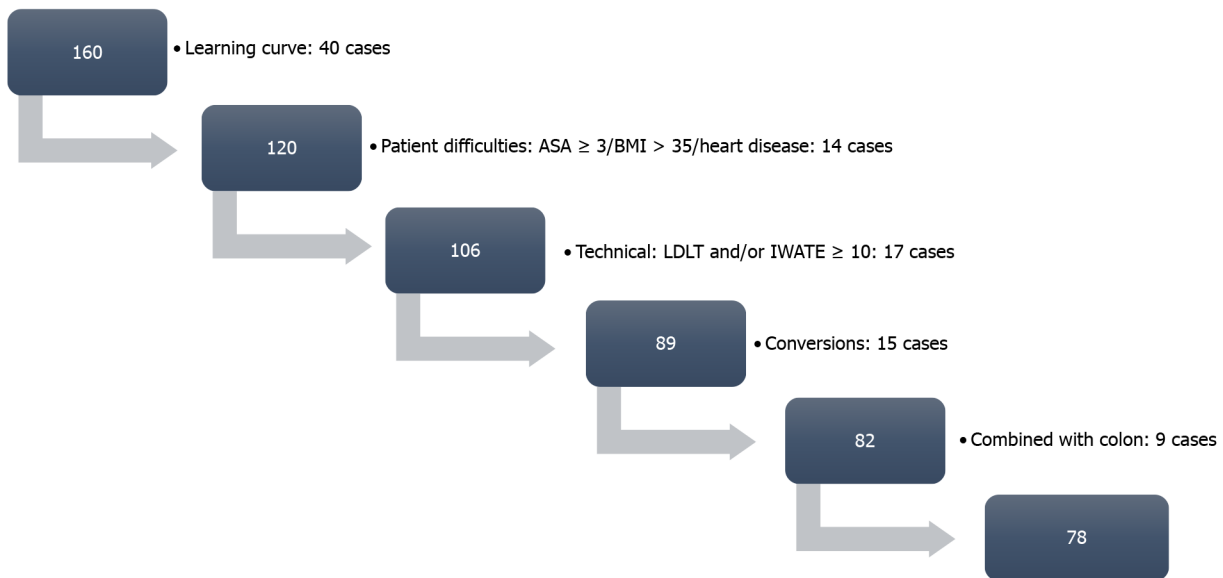 160
• Learning curve: 40 cases
120
• Patient difficulties: ASA ≥ 3/BMI > 35/heart disease: 14 cases
106
• Technical: LDLT and/or IWATE ≥ 10: 17 cases
89
• Conversions: 15 cases
82
• Combined with colon: 9 cases
78